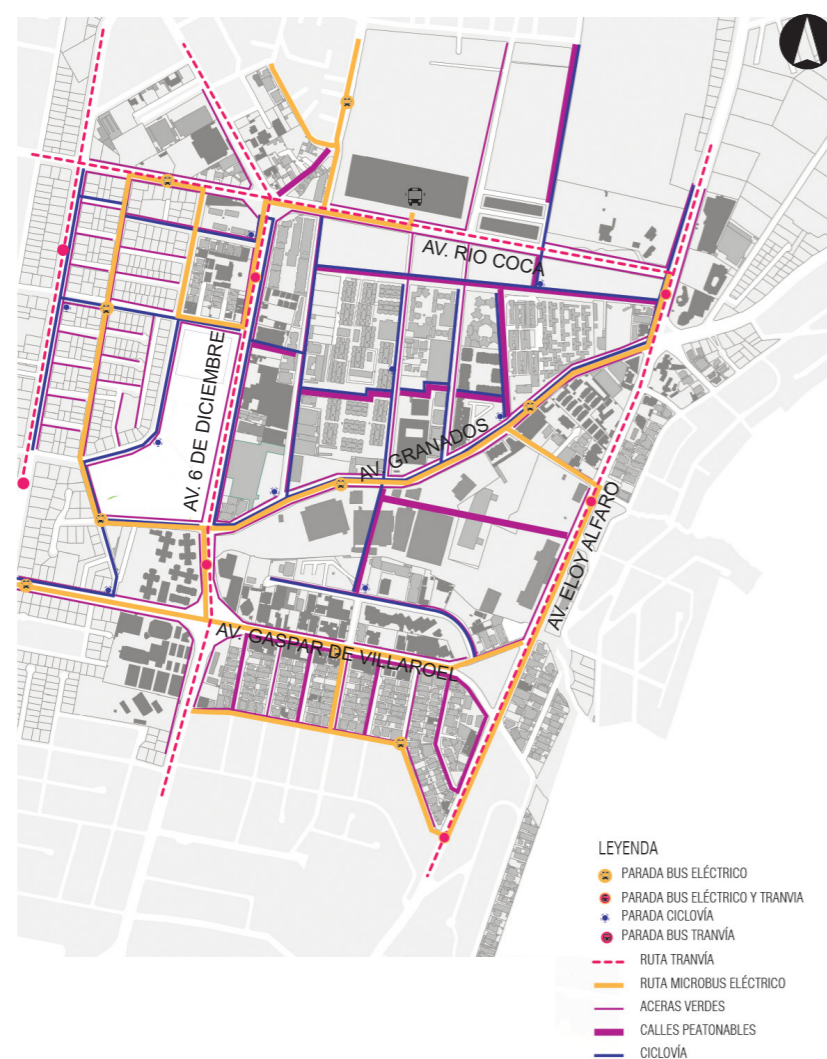 AV. RIO COCA
AV. 6 DE DICIEMBRE
AV. GRANADOS
AV. ELOY ALFARO
AV. GASPAR DE VILLAROEL
LEYENDA
PARADA BUS ELÉCTRICO
PARADA BUS ELÉCTRICO Y TRANVIA
PARADA CICLOVÍA
PARADA BUS TRANVÍA
RUTA TRANVÍA
RUTA MICROBUS ELÉCTRICO
ACERAS VERDES
CALLES PEATONABLES
CICLOVÍA